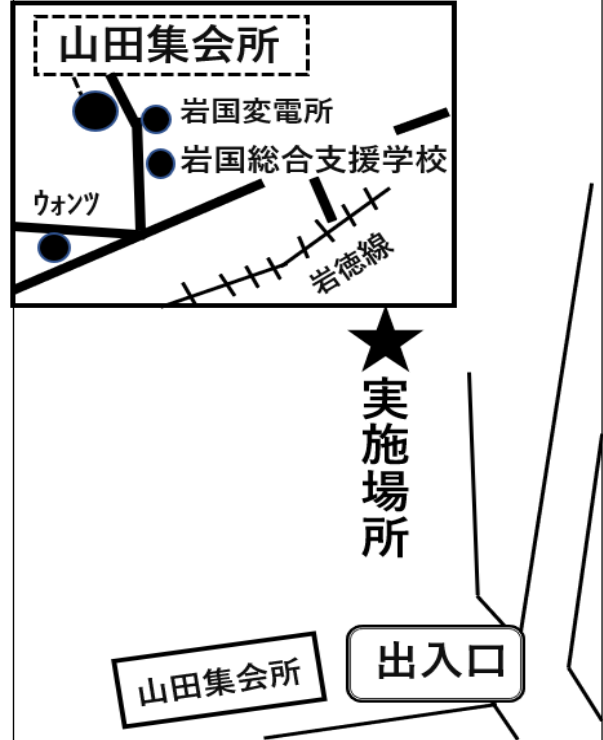 山田集会所
岩国変電所
岩国総合支援学校
ウォンツ
岩徳線
★実施場所
山田集会所
出入口